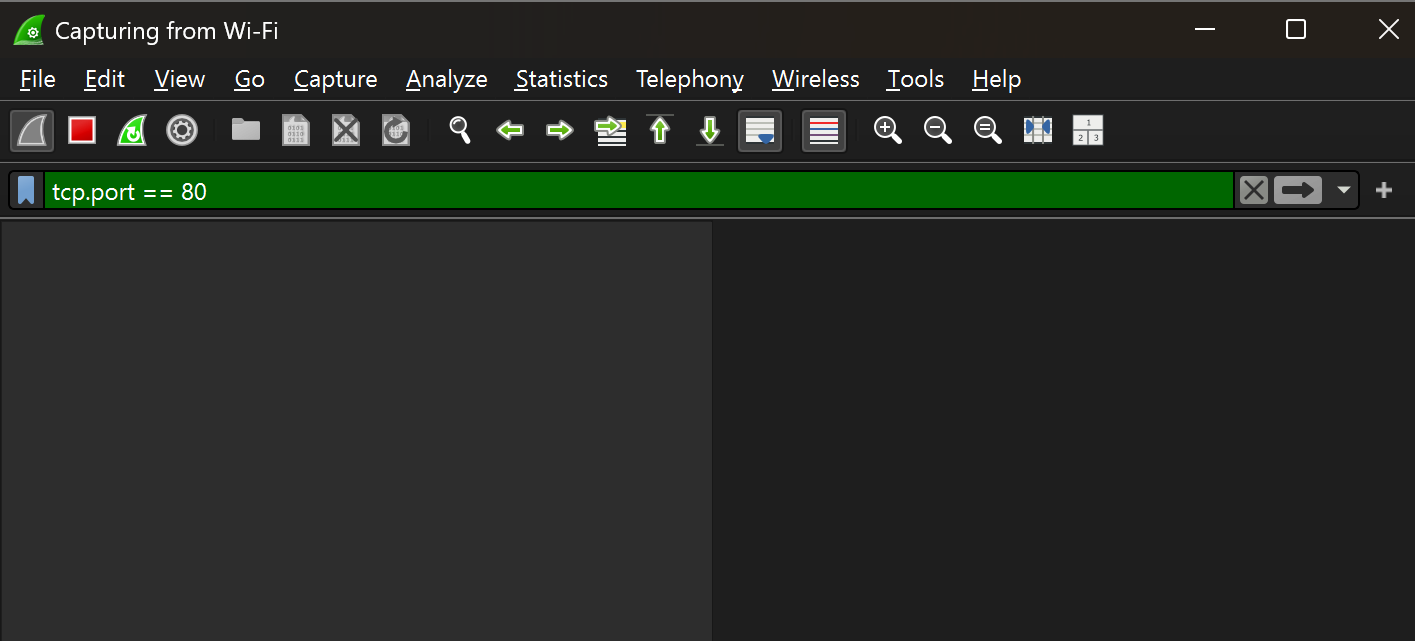 Capturing from Wi-Fi
File Edit View Go Capture Analyze Statistics Telephony Wireless Tools Help
tcp.port == 80